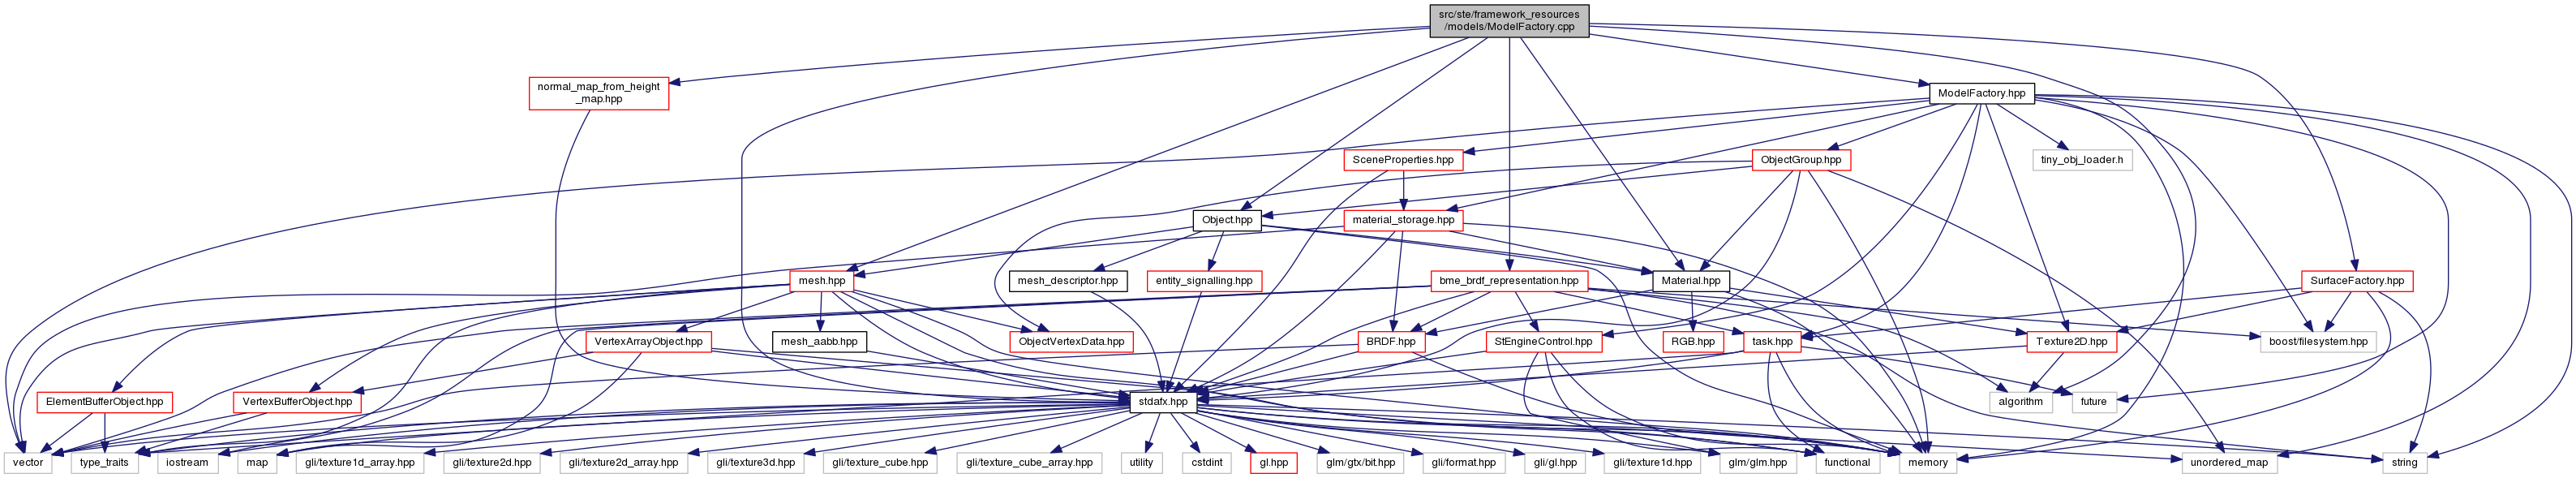 src/ste/framework_resources
/models/ModelFactory.cpp
normal_map_from_height
_map.hpp
ModelFactory.hpp
SceneProperties.hpp
ObjectGroup.hpp
tiny_obj_loader.h
Object.hpp
material_storage.hpp
mesh.hpp
mesh_descriptor.hpp
entity_signalling.hpp
bme_brdf_representation.hpp
Material.hpp
SurfaceFactory.hpp
VertexArrayObject.hpp
mesh_aabb.hpp
ObjectVertexData.hpp
BRDF.hpp
StEngineControl.hpp
RGB.hpp
task.hpp
Texture2D.hpp
boost/filesystem.hpp
ElementBufferObject.hpp
VertexBufferObject.hpp
stdafx.hpp
algorithm
future
vector
type_traits
iostream
map
gli/texture1d_array.hpp
gli/texture2d.hpp
gli/texture2d_array.hpp
gli/texture3d.hpp
gli/texture_cube.hpp
gli/texture_cube_array.hpp
utility
cstdint
gl.hpp
glm/gtx/bit.hpp
gli/format.hpp
gli/gl.hpp
gli/texture1d.hpp
glm/glm.hpp
functional
memory
unordered_map
string